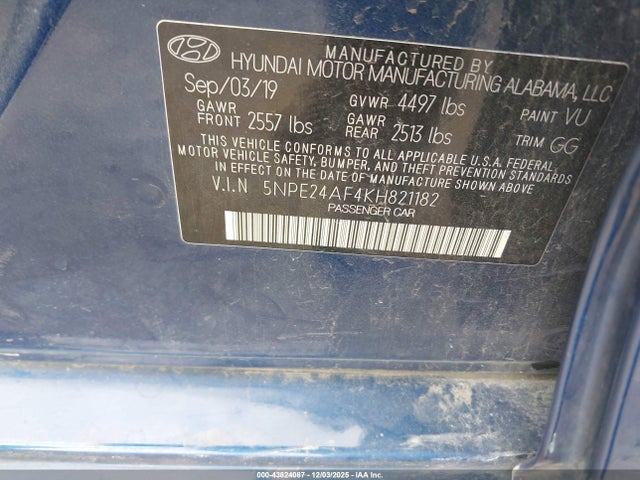 MANUFACTURED BY
HYUNDAI MOTOR MANUFACTURING ALABAMA, LLC
Sep/03/19 GVWR 4497 lbs PAINT VU
GAWR FRONT 2557 lbs GAWR REAR 2513 lbs TRIM GG
THIS VEHICLE CONFORMS TO ALL APPLICABLE U.S.A. FEDERAL
MOTOR VEHICLE SAFETY, BUMPER, AND THEFT PREVENTION
STANDARDS IN EFFECT ON THE DATE OF MANUFACTURE SHOWN ABOVE
V.I.N 5NPE24AF4KH821182
PASSENGER CAR
000-43824087 - 12/03/2025 - IAA Inc.